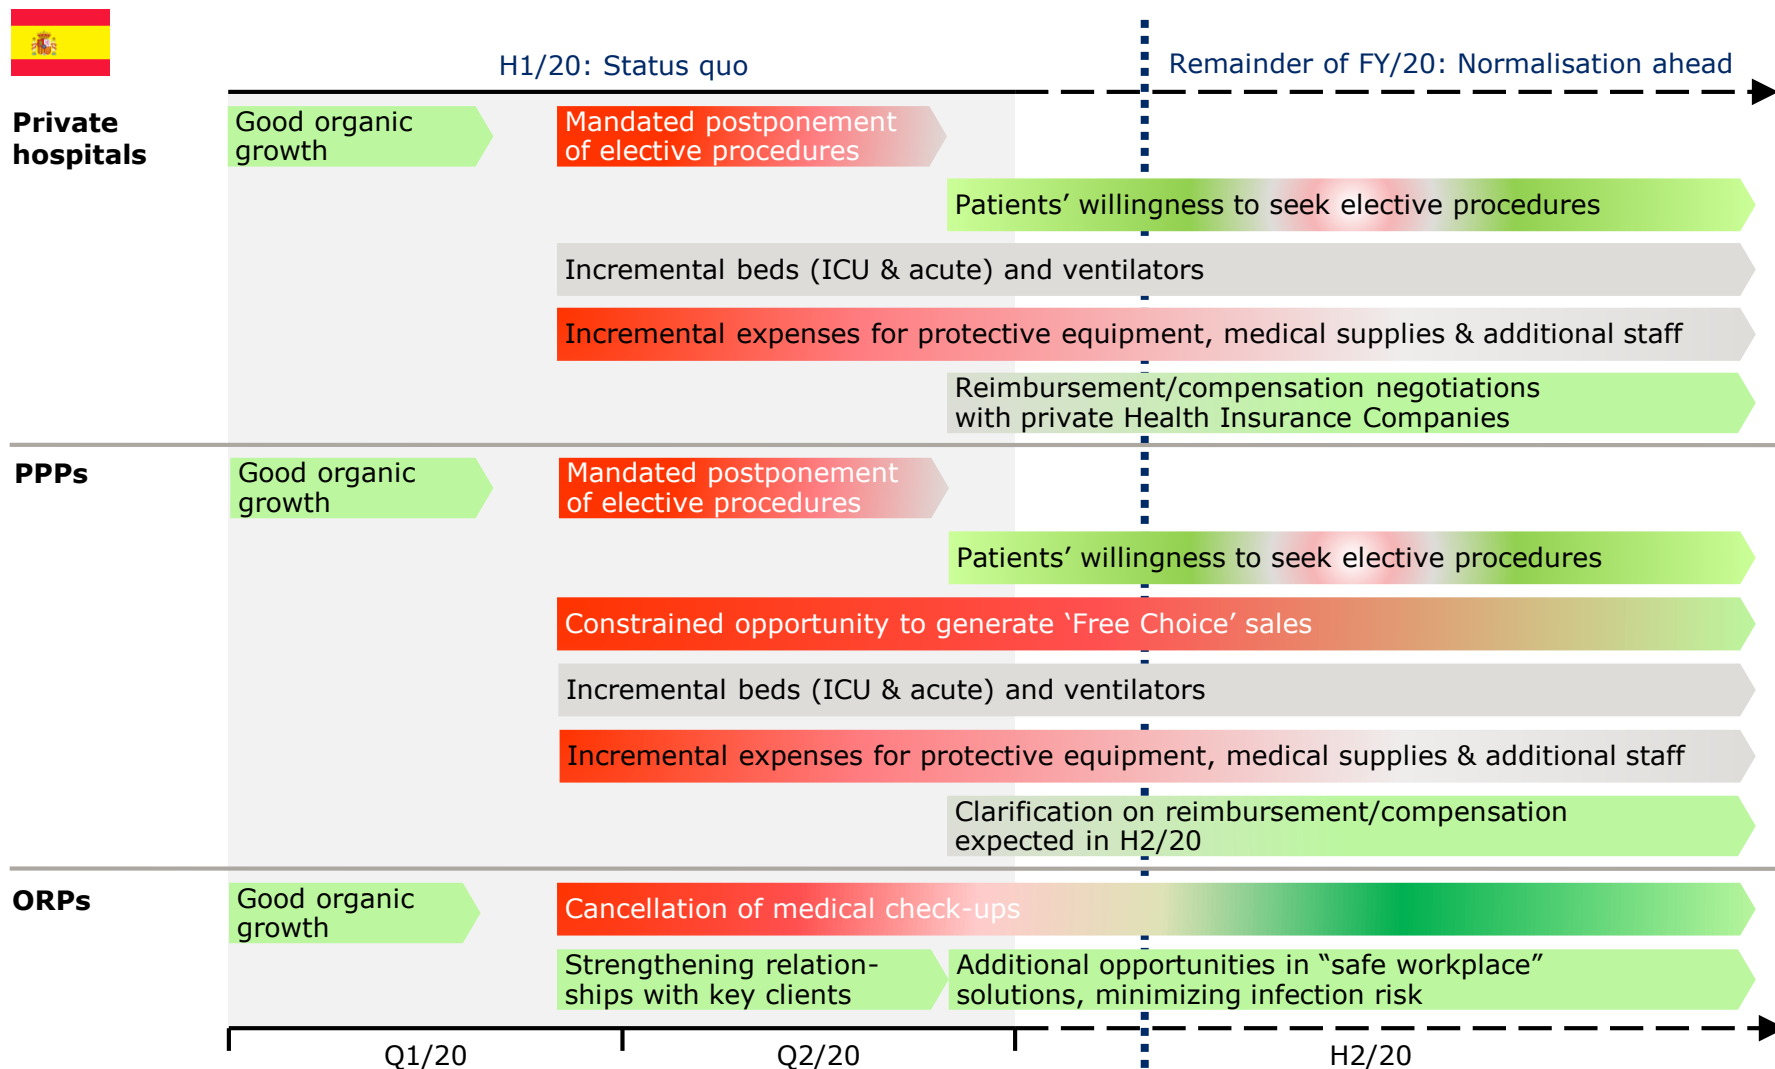 H1/20: Status quo
Remainder of FY/20: Normalisation ahead
Private
hospitals
Good organic
growth
Mandated postponement
of elective procedures
Patients’ willingness to seek elective procedures
Incremental beds (ICU & acute) and ventilators
Incremental expenses for protective equipment, medical supplies & additional staff
Reimbursement/compensation negotiations
with private Health Insurance Companies
PPPs
Good organic
growth
Mandated postponement
of elective procedures
Patients’ willingness to seek elective procedures
Constrained opportunity to generate ‘Free Choice’ sales
Incremental beds (ICU & acute) and ventilators
Incremental expenses for protective equipment, medical supplies & additional staff
Clarification on reimbursement/compensation
expected in H2/20
ORPs
Good organic
growth
Cancellation of medical check-ups
Strengthening relation-
ships with key clients
Additional opportunities in “safe workplace”
solutions, minimizing infection risk
Q1/20
Q2/20
H2/20